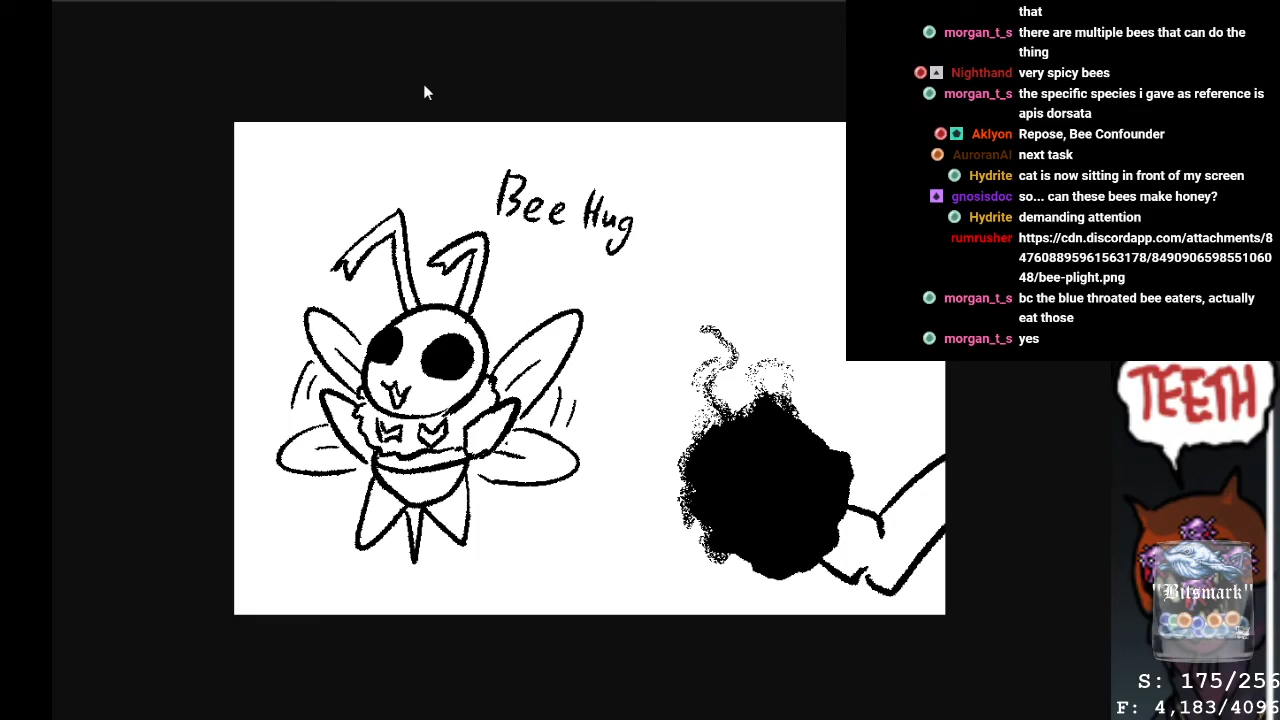 that
morgan_t_s there are multiple bees that can do the
thing
Nighthand very spicy bees
morgan_t_s the specific species i gave as reference is
apis dorsata
Aklyon Repose, Bee Confounder
AuroranAI next task
Hydrite cat is now sitting in front of my screen
gnosisdoc so... can these bees make honey?
Hydrite demanding attention
rumrusher https://cdn.discordapp.com/attachments/8
47608895961563178/8490906598551060
48/bee-plight.png
morgan_t_s bc the blue throated bee eaters, actually
eat those
morgan_t_s yes
Bee Hug
TEETH
"Bitsmark"
S: 175/256
F: 4,183/4096